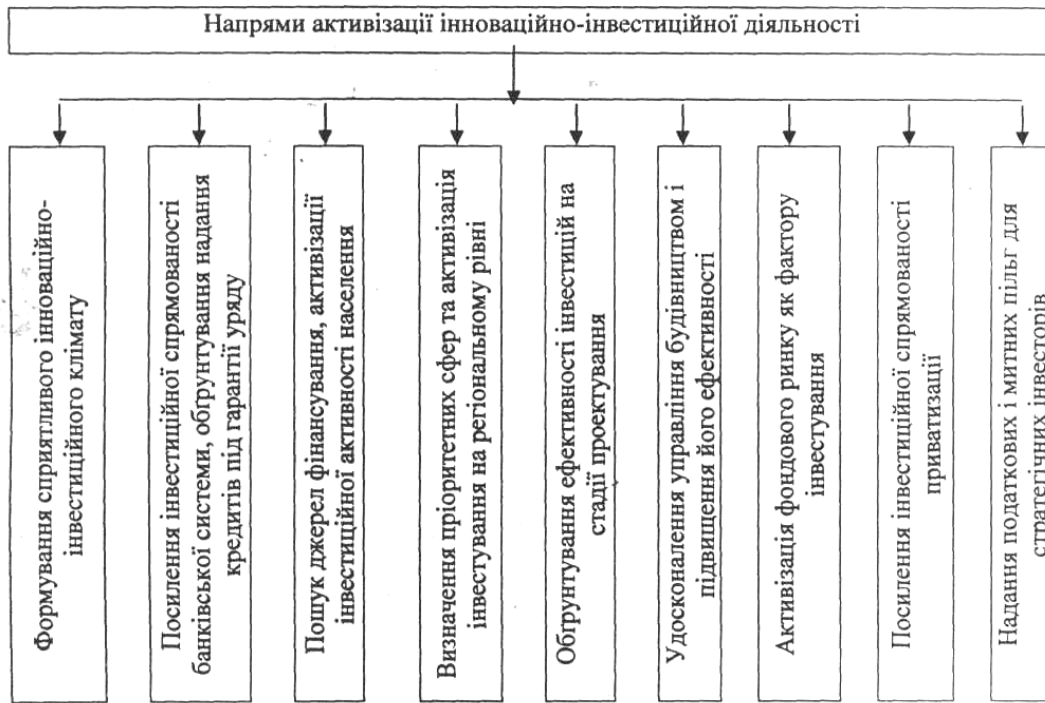 Напрями активізації інноваційно-інвестиційної діяльності
Формування сприятливого інноваційно-
інвестиційного клімату
Посилення інвестиційної спрямованості
банківської системи, обґрунтування надання
кредитів під гарантії уряду
Пошук джерел фінансування, активізації
інвестиційної активності населення
Визначення пріоритетних сфер та активізація
інвестування на регіональному рівні
Обґрунтування ефективності інвестицій на
стадії проектування
Удосконалення управління будівництвом і
підвищення його ефективності
Активізація фондового ринку як фактору
інвестування
Посилення інвестиційної спрямованості
приватизації
Надання податкових і митних пільг для
стратегічних інвесторів